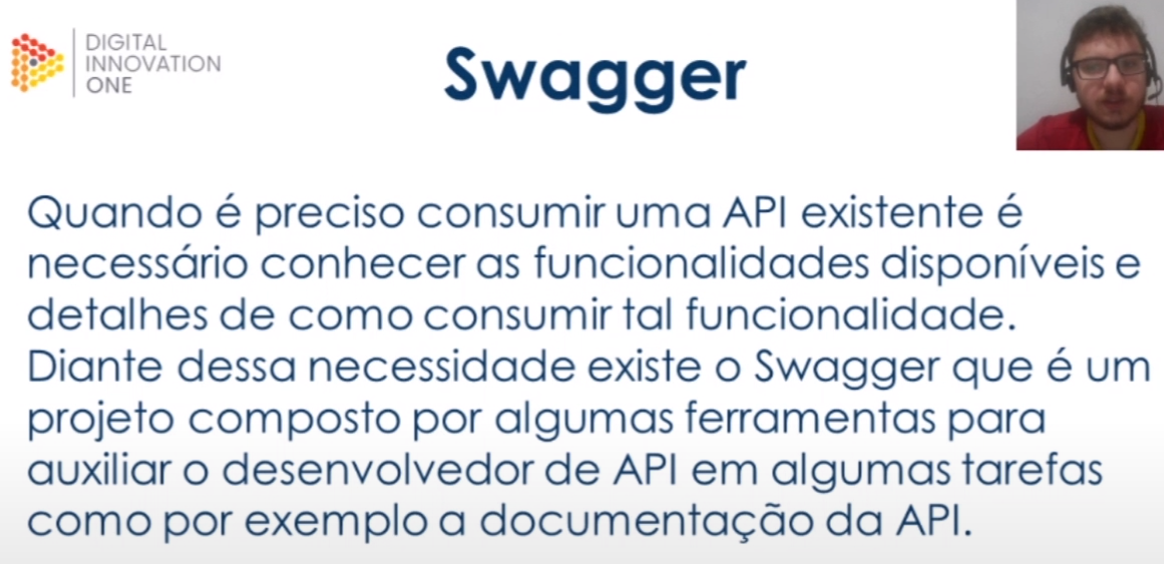 DIGITAL
INNOVATION
ONE
Swagger
Quando é preciso consumir uma API existente é
necessário conhecer as funcionalidades disponíveis e
detalhes de como consumir tal funcionalidade.
Diante dessa necessidade existe o Swagger que é um
projeto composto por algumas ferramentas para
auxiliar o desenvolvedor de API em algumas tarefas
como por exemplo a documentação da API.